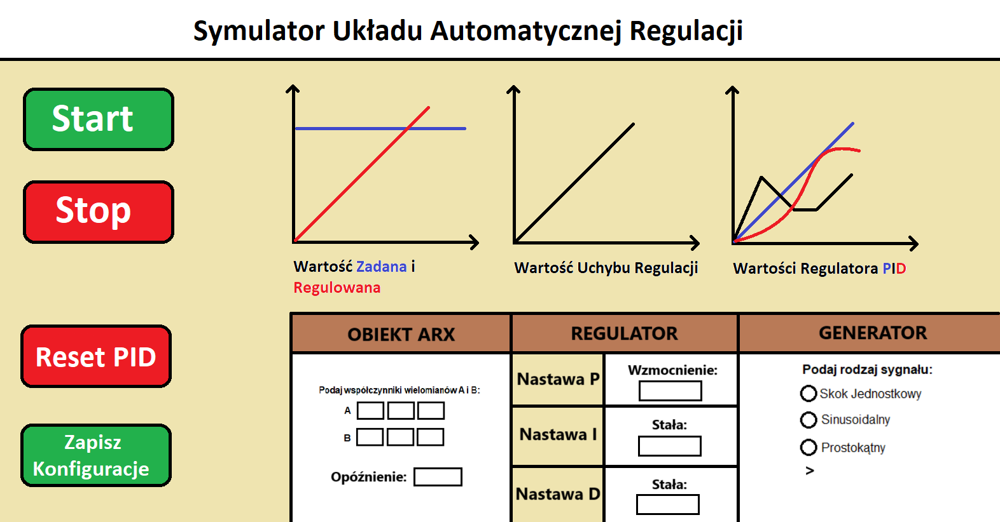 Symulator Układu Automatycznej Regulacji
Start
Stop
Reset PID
Zapisz
Konfiguracje
Wartość Zadana i
Regulowana
Wartość Uchybu Regulacji
Wartości Regulatora PID
OBIEKT ARX
Podaj współczynniki wielomianów A i B:
A
B
Opóźnienie:
REGULATOR
Nastawa P
Wzmocnienie:
Nastawa I
Stała:
Nastawa D
Stała:
GENERATOR
Podaj rodzaj sygnału:
Skok Jednostkowy
Sinusoidalny
Prostokątny
>